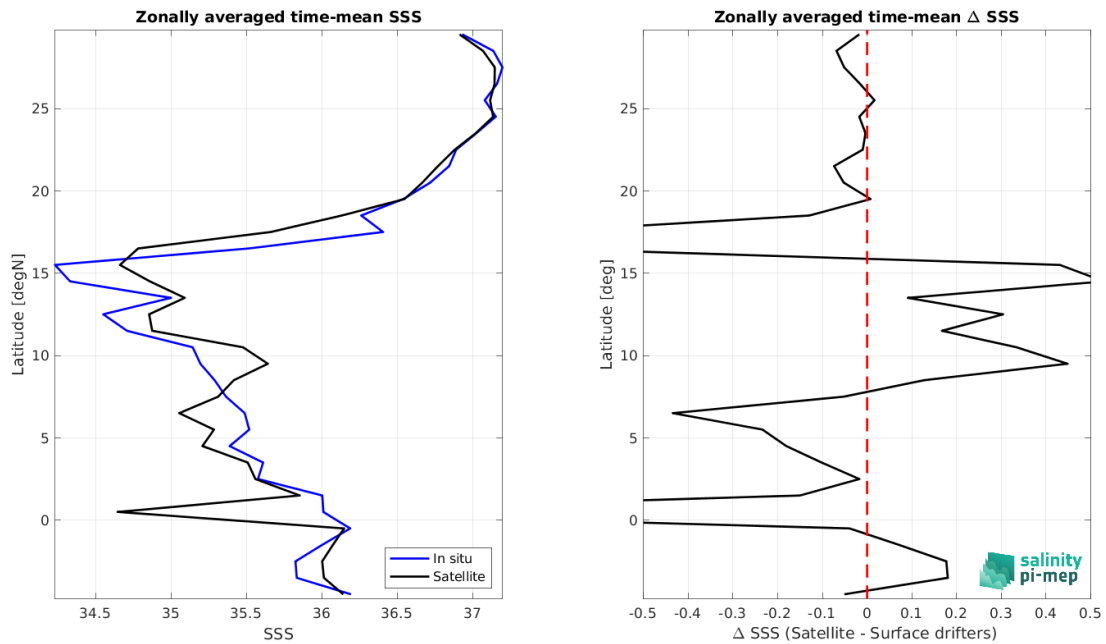 Zonally averaged time-mean SSS
Latitude [degN]
25
20
15
10
5
0
34.5 35 35.5 36 36.5 37
SSS
In situ
Satellite
Zonally averaged time-mean Δ SSS
Latitude [deg]
25
20
15
10
5
0
-0.5 -0.4 -0.3 -0.2 -0.1 0 0.1 0.2 0.3 0.4 0.5
Δ SSS (Satellite - Surface drifters)
salinity
pi-mep